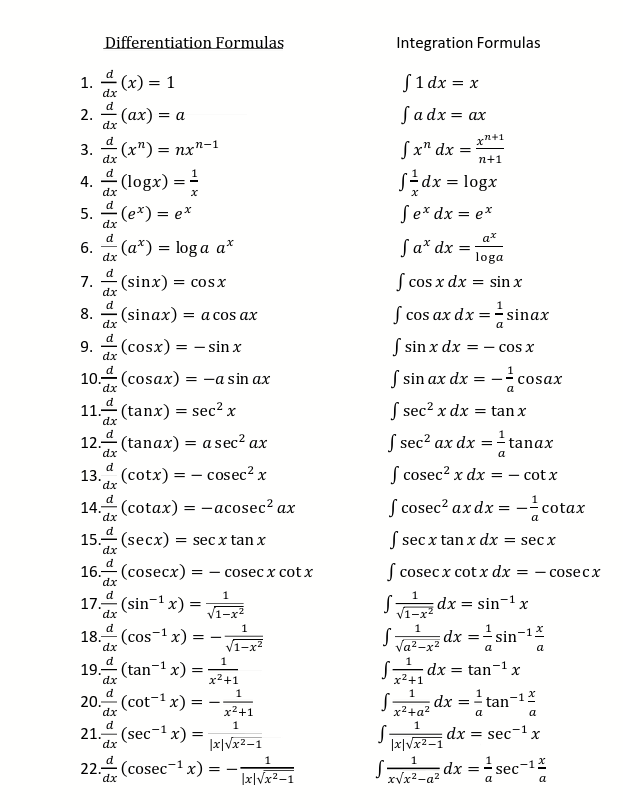 Differentiation Formulas Integration Formulas
1. d/dx (x) = 1 ∫ 1 dx = x
2. d/dx (ax) = a ∫ a dx = ax
3. d/dx (xⁿ) = nxⁿ⁻¹ ∫ xⁿ dx = xⁿ⁺¹/n+1
4. d/dx (logx) = 1/x ∫ 1/x dx = logx
5. d/dx (eˣ) = eˣ ∫ eˣ dx = eˣ
6. d/dx (aˣ) = log a aˣ ∫ aˣ dx = aˣ/loga
7. d/dx (sinx) = cos x ∫ cos x dx = sin x
8. d/dx (sinax) = a cos ax ∫ cos ax dx = 1/a sinax
9. d/dx (cosx) = − sin x ∫ sin x dx = − cos x
10. d/dx (cosax) = −a sin ax ∫ sin ax dx = − 1/a cosax
11. d/dx (tanx) = sec² x ∫ sec² x dx = tan x
12. d/dx (tanax) = a sec² ax ∫ sec² ax dx = 1/a tanax
13. d/dx (cotx) = − cosec² x ∫ cosec² x dx = − cot x
14. d/dx (cotax) = −acosec² ax ∫ cosec² ax dx = − 1/a cotax
15. d/dx (secx) = sec x tan x ∫ sec x tan x dx = sec x
16. d/dx (cosecx) = − cosec x cot x ∫ cosec x cot x dx = − cosec x
17. d/dx (sin⁻¹ x) = 1/√1−x² ∫ 1/√1−x² dx = sin⁻¹ x
18. d/dx (cos⁻¹ x) = − 1/√1−x² ∫ 1/√a²−x² dx = 1/a sin⁻¹ x/a
19. d/dx (tan⁻¹ x) = 1/x²+1 ∫ 1/x²+1 dx = tan⁻¹ x
20. d/dx (cot⁻¹ x) = − 1/x²+1 ∫ 1/x²+a² dx = 1/a tan⁻¹ x/a
21. d/dx (sec⁻¹ x) = 1/|x|√x²−1 ∫ 1/|x|√x²−1 dx = sec⁻¹ x
22. d/dx (cosec⁻¹ x) = − 1/|x|√x²−1 ∫ 1/x√x²−a² dx = 1/a sec⁻¹ x/a